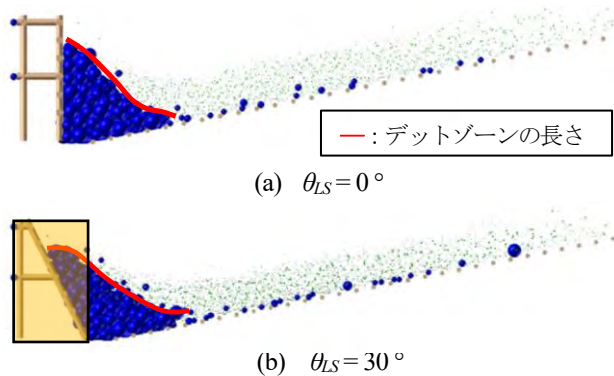 ━ : デットゾーンの長さ
(a) θLS = 0 °
(b) θLS = 30 °